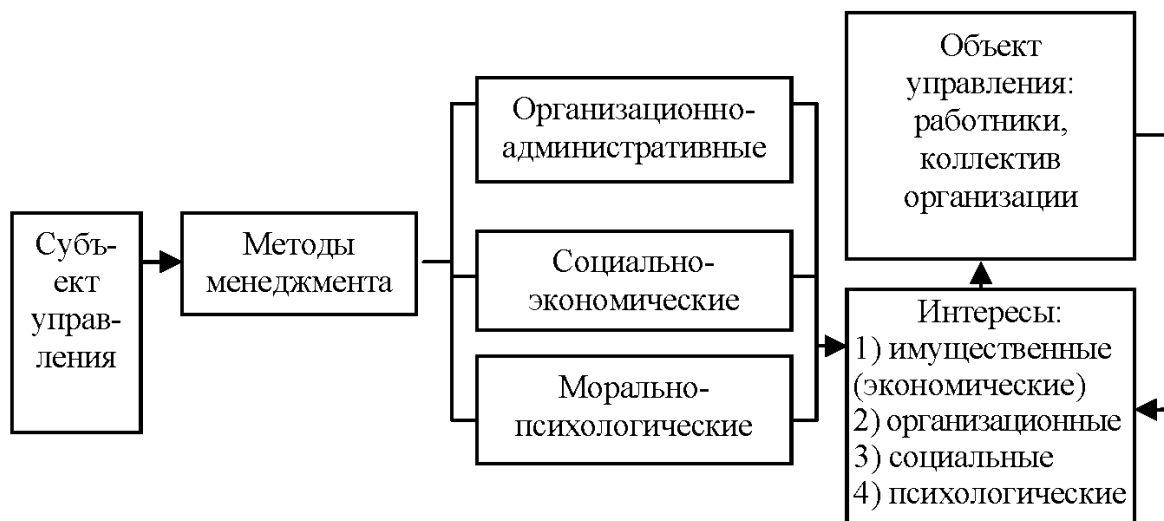 Субъ-
ект
управ-
ления
Методы
менеджмента
Организационно-
административные
Социально-
экономические
Морально-
психологические
Объект
управления:
работники,
коллектив
организации
Интересы:
1) имущественные
(экономические)
2) организационные
3) социальные
4) психологические